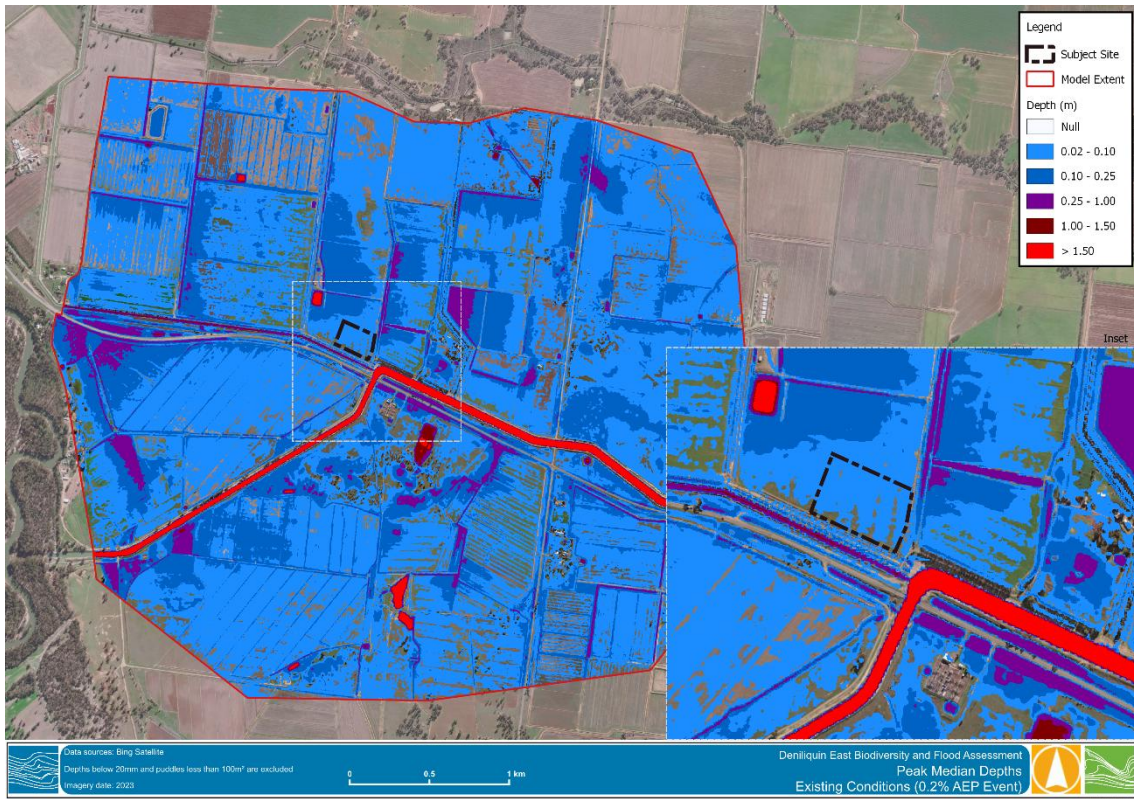 Legend
Subject Site
Model Extent
Depth (m)
Null
0.02 - 0.10
0.10 - 0.25
0.25 - 1.00
1.00 - 1.50
> 1.50
Inset
Data sources: Bing Satellite
Depths below 20mm and puddles less than 100m² are excluded
Imagery date: 2023
0 0.5 1 km
Deniliquin East Biodiversity and Flood Assessment
Peak Median Depths
Existing Conditions (0.2% AEP Event)